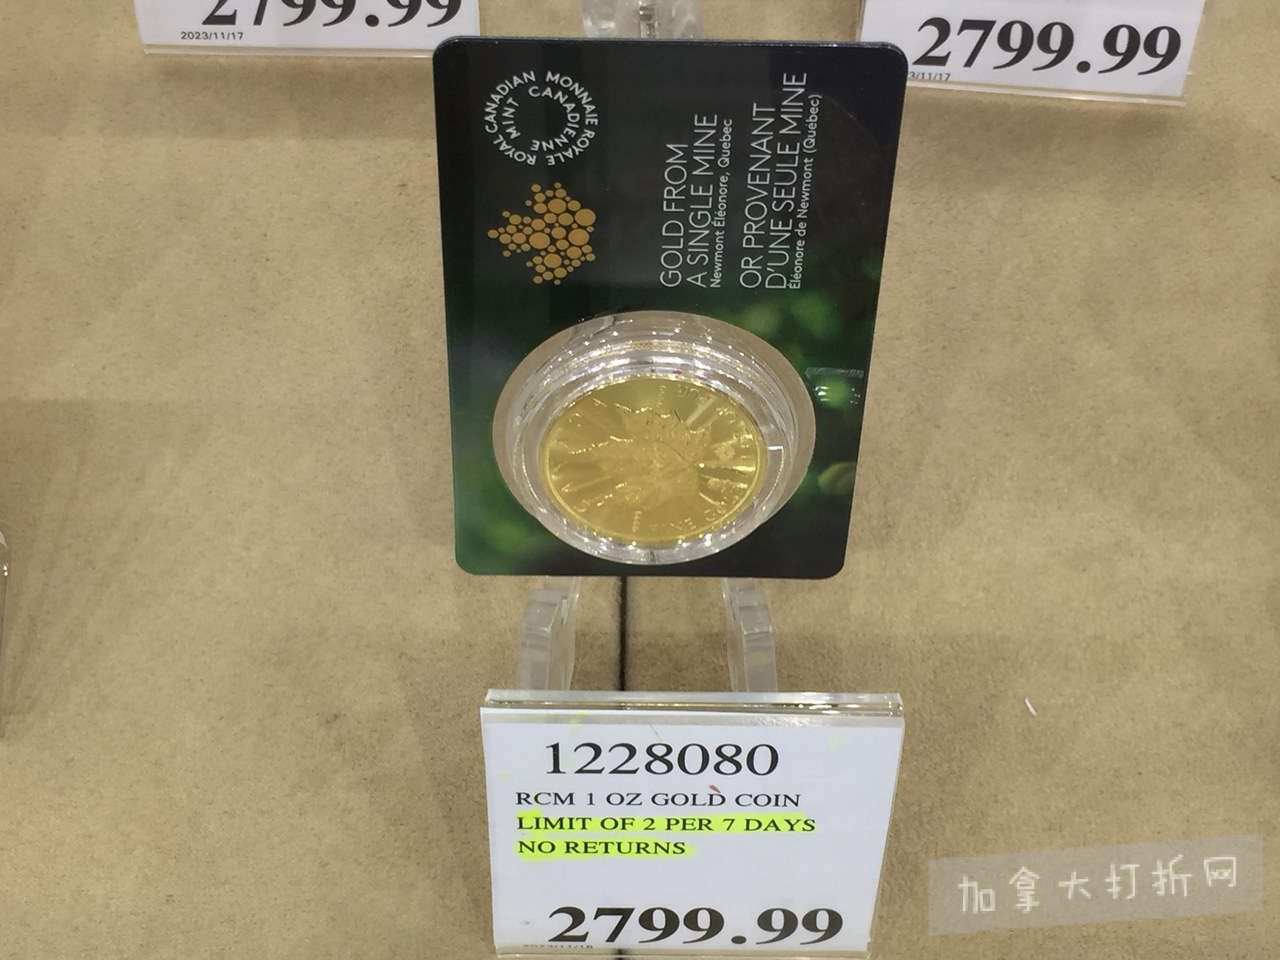 2799.99
2023/11/17
2799.99
3/11/17
ROYAL CANADIAN MINT
MONNAIE ROYALE CANADIENNE
GOLD FROM
A SINGLE MINE
Newmont Éléonore, Quebec
OR PROVENANT
D'UNE SEULE MINE
Éléonore de Newmont (Québec)
1228080
RCM 1 OZ GOLD COIN
LIMIT OF 2 PER 7 DAYS
NO RETURNS
2799.99
加拿大打折网